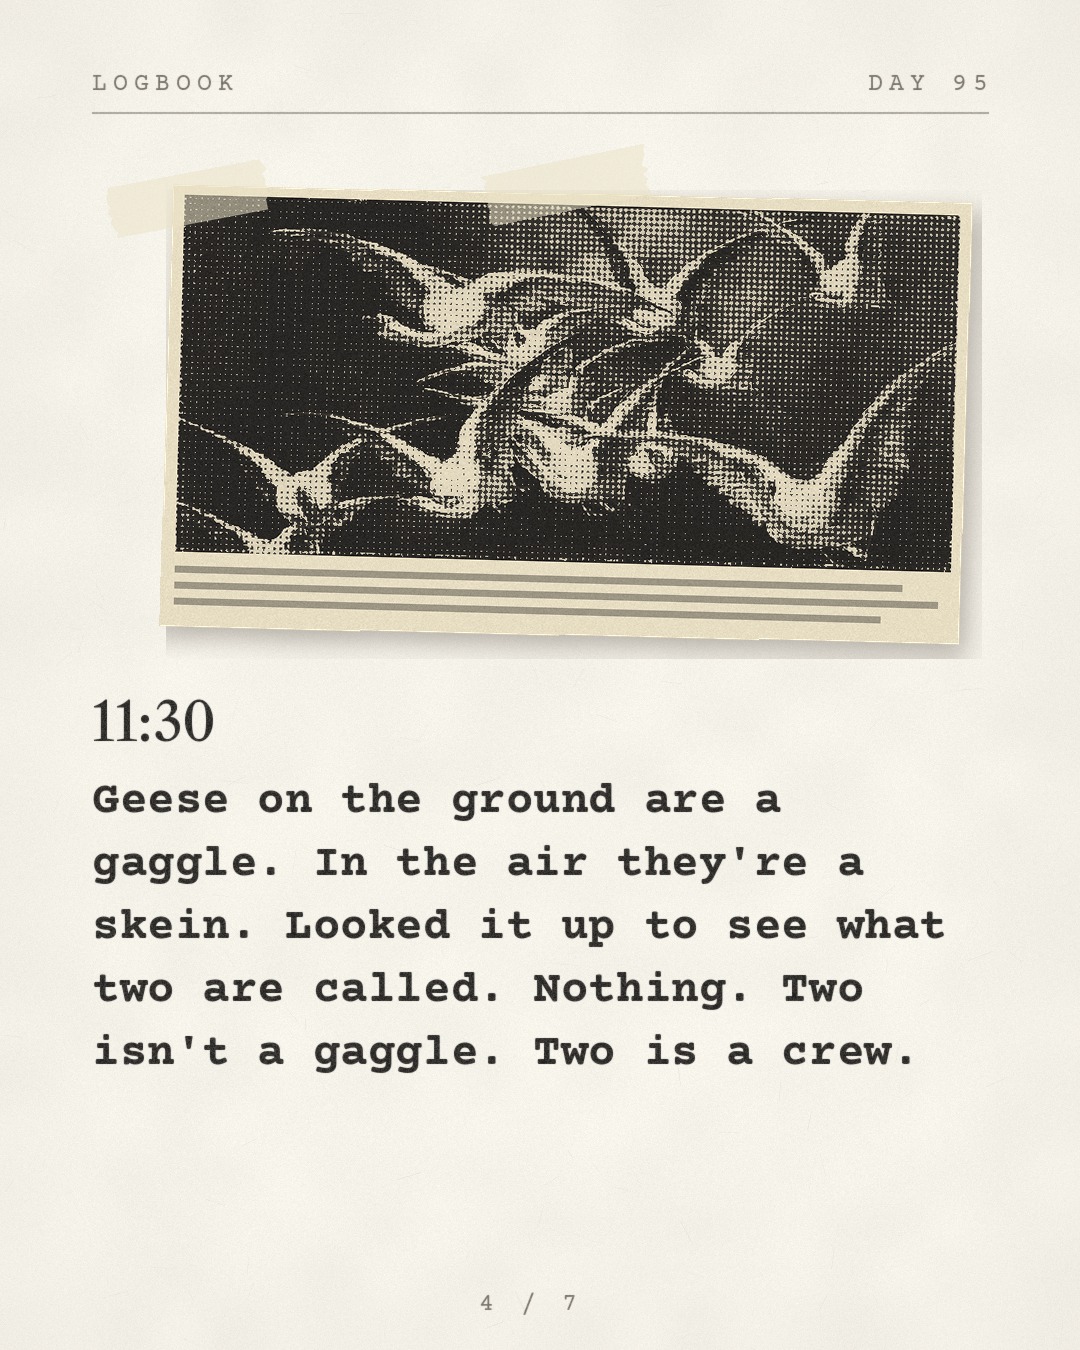 LOGBOOK DAY 95
11:30
Geese on the ground are a
gaggle. In the air they're a
skein. Looked it up to see what
two are called. Nothing. Two
isn't a gaggle. Two is a crew.
4 / 7